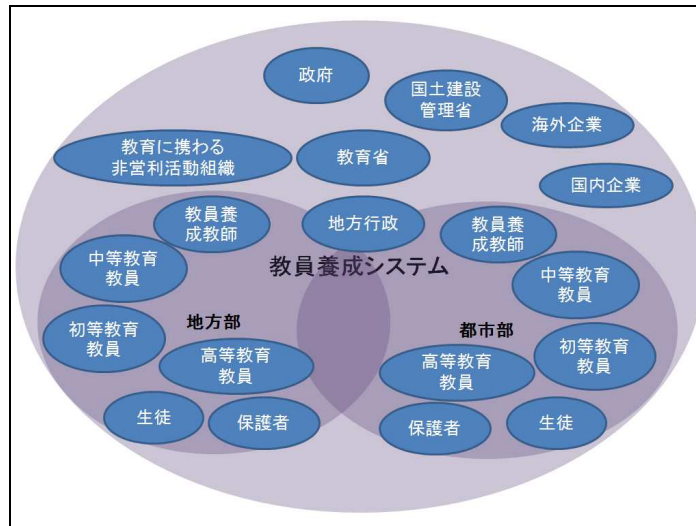 政府
国土建設
管理省
海外企業
教育に携わる
非営利活動組織
教育省
国内企業
教員養
成教師
地方行政
教員養
成教師
中等教育
教員
教員養成システム
中等教育
教員
初等教育
教員
地方部
都市部
初等教育
教員
高等教育
教員
高等教育
教員
生徒
保護者
保護者
生徒